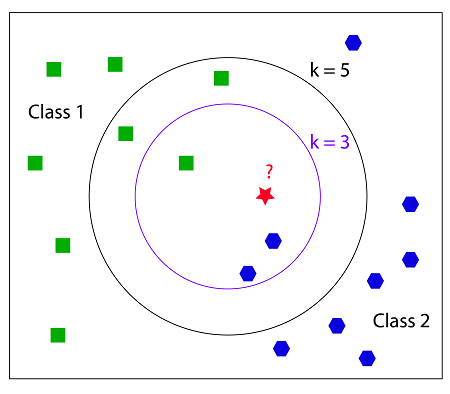 k = 5
Class 1
k = 3
?
Class 2